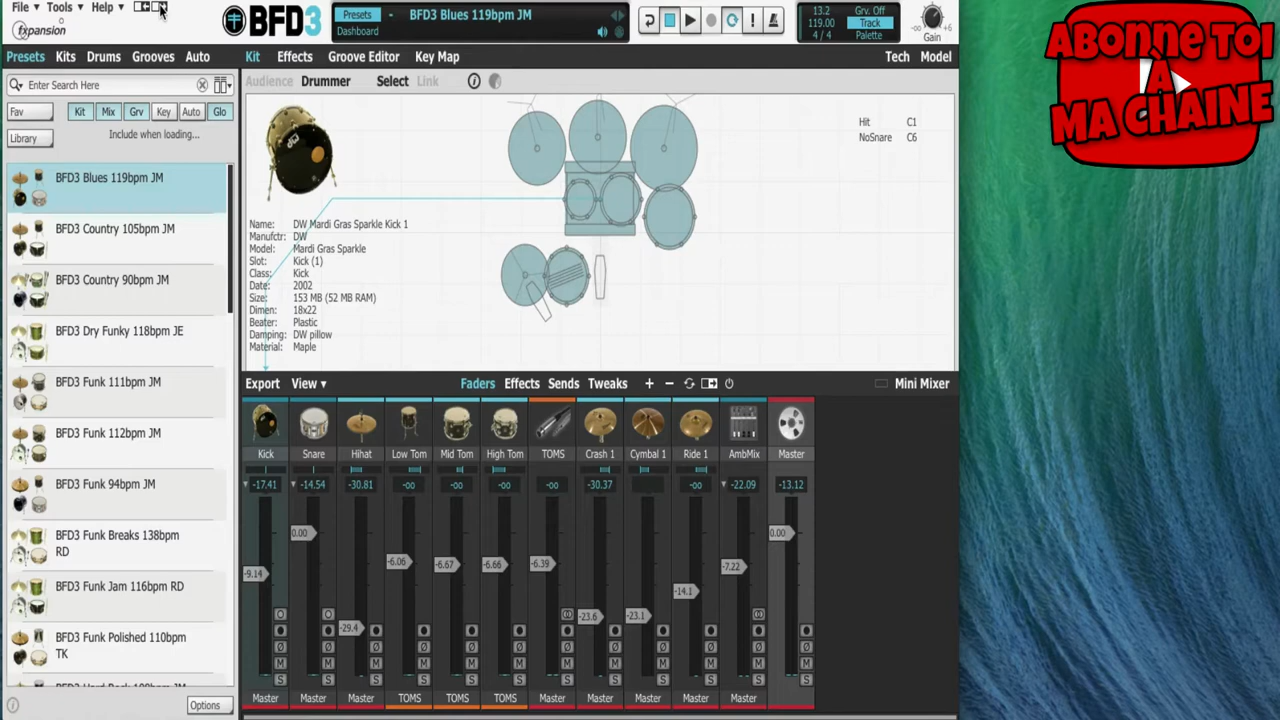 File ▾ Tools ▾ Help ▾
fxpansion
BFD3
Presets - BFD3 Blues 119bpm JM
Dashboard
13.2 Grv. Off
119.00 Track
4 / 4 Palette
Gain
Abonne Toi
À
MA CHAINE
Presets Kits Drums Grooves Auto
Kit Effects Groove Editor Key Map Tech Model
Enter Search Here
Audience Drummer Select Link
Fav Kit Mix Grv Key Auto Glo
Library Include when loading...
Hit C1
NoSnare C6
BFD3 Blues 119bpm JM
BFD3 Country 105bpm JM
BFD3 Country 90bpm JM
BFD3 Dry Funky 118bpm JE
BFD3 Funk 111bpm JM
BFD3 Funk 112bpm JM
BFD3 Funk 94bpm JM
BFD3 Funk Breaks 138bpm
RD
BFD3 Funk Jam 116bpm RD
BFD3 Funk Polished 110bpm
TK
Options
Name: DW Mardi Gras Sparkle Kick 1
Manufctr: DW
Model: Mardi Gras Sparkle
Slot: Kick (1)
Class: Kick
Date: 2002
Size: 153 MB (52 MB RAM)
Dimen: 18x22
Beater: Plastic
Damping: DW pillow
Material: Maple
Export View ▾ Faders Effects Sends Tweaks + - Mini Mixer
Kick Snare Hihat Low Tom Mid Tom High Tom TOMS Crash 1 Cymbal 1 Ride 1 AmbMix Master
-17.41 -14.54 -30.81 -oo -oo -oo -oo -30.37 -oo -22.09 -13.12
0.00 0.00
-6.06 -6.67 -6.66 -6.39 -7.22
-9.14 -14.1
-29.4 -23.6 -23.1
Ø Ø Ø Ø Ø Ø Ø Ø Ø Ø Ø Ø
M M M M M M M M M M M M
S S S S S S S S S S S S
Master Master Master TOMS TOMS TOMS Master Master Master Master Master